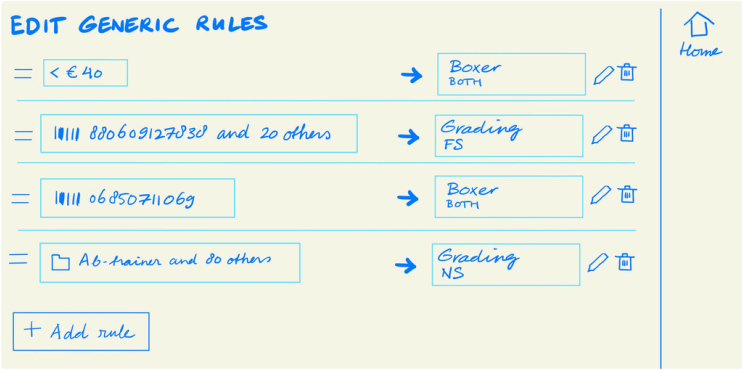 EDIT GENERIC RULES
Home
< € 40
Boxer
BOTH
880609127838 and 20 others
Grading
FS
06850711069
Boxer
BOTH
Ab-trainer and 80 others
Grading
NS
+ Add rule